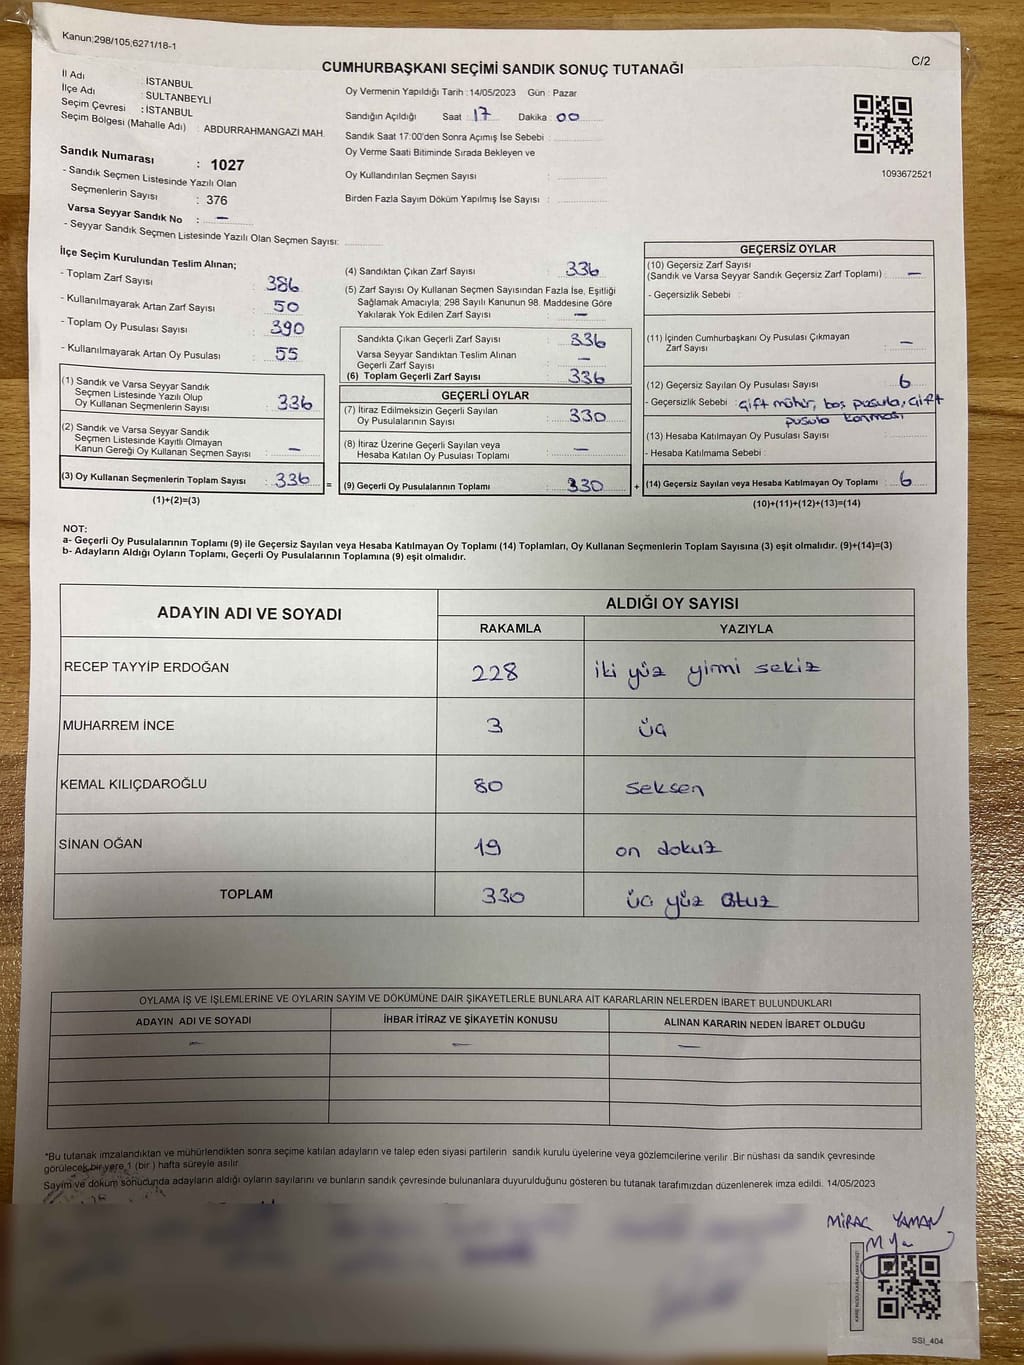 Kanun:298/105,6271/18-1
C/2
CUMHURBAŞKANI SEÇİMİ SANDIK SONUÇ TUTANAĞI
İl Adı : İSTANBUL
İlçe Adı : SULTANBEYLİ
Seçim Çevresi : İSTANBUL
Seçim Bölgesi (Mahalle Adı) : ABDURRAHMANGAZI MAH.
Sandık Numarası : 1027
- Sandık Seçmen Listesinde Yazılı Olan
Seçmenlerin Sayısı : 376
Varsa Seyyar Sandık No : —
- Seyyar Sandık Seçmen Listesinde Yazılı Olan Seçmen Sayısı:
Oy Vermenin Yapıldığı Tarih :14/05/2023 Gün : Pazar
Sandığın Açıldığı Saat : 17 Dakika : 00
Sandık Saat 17:00'den Sonra Açımış İse Sebebi :
Oy Verme Saati Bitiminde Sırada Bekleyen ve
Oy Kullandırılan Seçmen Sayısı :
Birden Fazla Sayım Döküm Yapılmış İse Sayısı :
1093672521
İlçe Seçim Kurulundan Teslim Alınan;
- Toplam Zarf Sayısı : 386
- Kullanılmayarak Artan Zarf Sayısı : 50
- Toplam Oy Pusulası Sayısı : 390
- Kullanılmayarak Artan Oy Pusulası : 55
(1) Sandık ve Varsa Seyyar Sandık
Seçmen Listesinde Yazılı Olup
Oy Kullanan Seçmenlerin Sayısı : 336
(2) Sandık ve Varsa Seyyar Sandık
Seçmen Listesinde Kayıtlı Olmayan
Kanun Gereği Oy Kullanan Seçmen Sayısı : —
(3) Oy Kullanan Seçmenlerin Toplam Sayısı : 336
(1)+(2)=(3)
=
(4) Sandıktan Çıkan Zarf Sayısı : 336
(5) Zarf Sayısı Oy Kullanan Seçmen Sayısından Fazla İse, Eşitliği
Sağlamak Amacıyla; 298 Sayılı Kanunun 98. Maddesine Göre
Yakılarak Yok Edilen Zarf Sayısı : —
Sandıkta Çıkan Geçerli Zarf Sayısı : 336
Varsa Seyyar Sandıktan Teslim Alınan
Geçerli Zarf Sayısı : —
(6) Toplam Geçerli Zarf Sayısı : 336
GEÇERLİ OYLAR
(7) İtiraz Edilmeksizin Geçerli Sayılan
Oy Pusulalarının Sayısı : 330
(8) İtiraz Üzerine Geçerli Sayılan veya
Hesaba Katılan Oy Pusulası Toplamı : —
(9) Geçerli Oy Pusulalarının Toplamı : 330
+
GEÇERSİZ OYLAR
(10) Geçersiz Zarf Sayısı
(Sandık ve Varsa Seyyar Sandık Geçersiz Zarf Toplamı) : —
- Geçersizlik Sebebi :
(11) İçinden Cumhurbaşkanı Oy Pusulası Çıkmayan
Zarf Sayısı : —
(12) Geçersiz Sayılan Oy Pusulası Sayısı : 6
- Geçersizlik Sebebi : çift mühür, boş pusula, çift
pusula konması
(13) Hesaba Katılmayan Oy Pusulası Sayısı :
- Hesaba Katılmama Sebebi :
(14) Geçersiz Sayılan veya Hesaba Katılmayan Oy Toplamı : 6
(10)+(11)+(12)+(13)=(14)
NOT:
a- Geçerli Oy Pusulalarının Toplamı (9) ile Geçersiz Sayılan veya Hesaba Katılmayan Oy Toplamı (14) Toplamları, Oy Kullanan Seçmenlerin Toplam Sayısına (3) eşit olmalıdır. (9)+(14)=(3)
b- Adayların Aldığı Oyların Toplamı, Geçerli Oy Pusulalarının Toplamına (9) eşit olmalıdır.
ADAYIN ADI VE SOYADI ALDIĞI OY SAYISI
RAKAMLA YAZIYLA
RECEP TAYYİP ERDOĞAN 228 iki yüz yirmi sekiz
MUHARREM İNCE 3 üç
KEMAL KILIÇDAROĞLU 80 seksen
SİNAN OĞAN 19 on dokuz
TOPLAM 330 üç yüz otuz
OYLAMA İŞ VE İŞLEMLERİNE VE OYLARIN SAYIM VE DÖKÜMÜNE DAİR ŞİKAYETLERLE BUNLARA AİT KARARLARIN NELERDEN İBARET BULUNDUKLARI
ADAYIN ADI VE SOYADI İHBAR İTİRAZ VE ŞİKAYETİN KONUSU ALINAN KARARIN NEDEN İBARET OLDUĞU
— — —
*Bu tutanak imzalandıktan ve mühürlendikten sonra seçime katılan adayların ve talep eden siyasi partilerin sandık kurulu üyelerine veya gözlemcilerine verilir .Bir nüshası da sandık çevresinde
görülecek bir yere 1 (bir ) hafta süreyle asılır.
Sayım ve döküm sonucunda adayların aldığı oyların sayılarını ve bunların sandık çevresinde bulunanlara duyurulduğunu gösteren bu tutanak tarafımızdan düzenlenerek imza edildi. 14/05/2023
MİRAÇ YAMAN
SSI_404